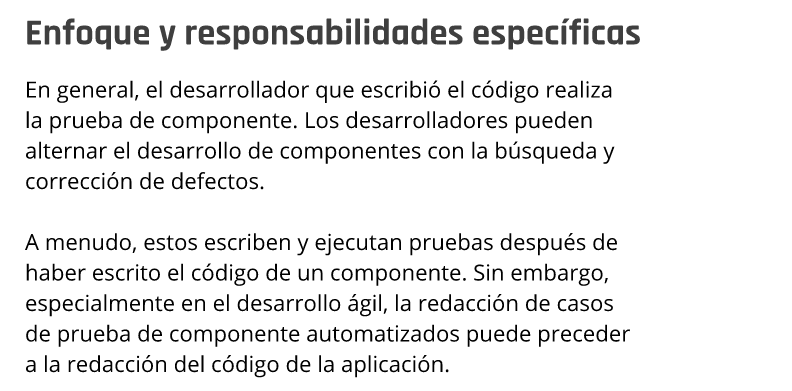 Enfoque y responsabilidades específicas
En general, el desarrollador que escribió el código realiza
la prueba de componente. Los desarrolladores pueden
alternar el desarrollo de componentes con la búsqueda y
corrección de defectos.
A menudo, estos escriben y ejecutan pruebas después de
haber escrito el código de un componente. Sin embargo,
especialmente en el desarrollo ágil, la redacción de casos
de prueba de componente automatizados puede preceder
a la redacción del código de la aplicación.